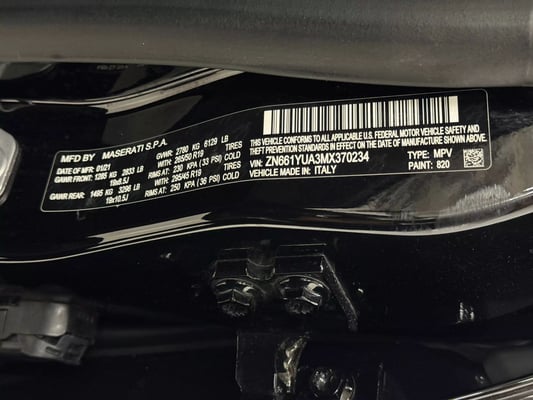 MFD BY MASERATI S.P.A.
DATE OF MFD: 01/21 GVWR: 2780 KG 6129 LB
GAWR FRONT: 1285 KG 2833 LB WITH 265/50 R19 TIRES
19x8.5J RIMS AT: 230 KPA (33 PSI) COLD
GAWR REAR: 1495 KG 3296 LB WITH 295/45 R19 TIRES
19x10.5J RIMS AT: 250 KPA (36 PSI) COLD
THIS VEHICLE CONFORMS TO ALL APPLICABLE U.S. FEDERAL MOTOR VEHICLE SAFETY AND
THEFT PREVENTION STANDARDS IN EFFECT ON THE DATE OF MANUFACTURE SHOWN ABOVE.
VIN: ZN661YUA3MX370234 TYPE: MPV
VEHICLE MADE IN: ITALY PAINT: 820